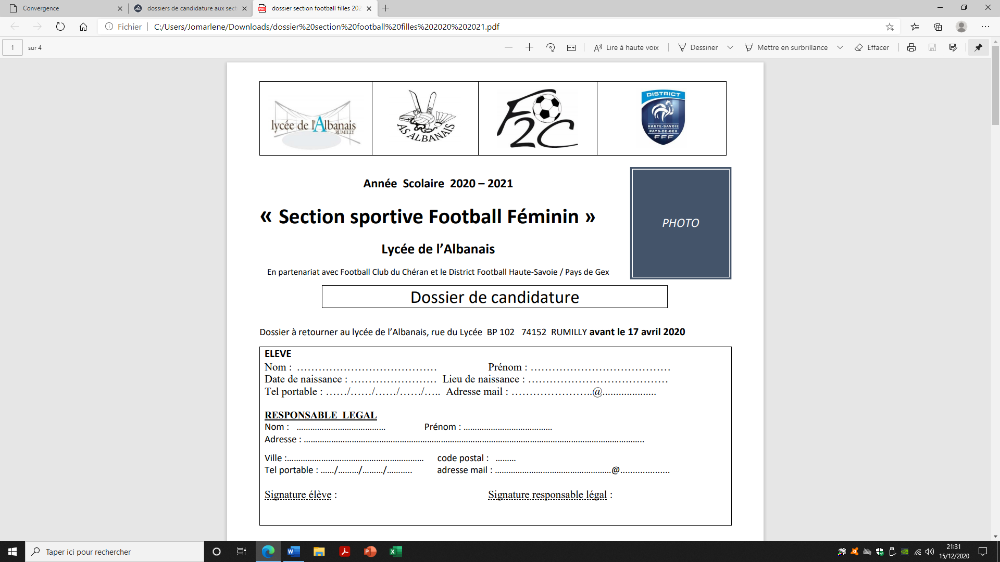 Convergence
dossiers de candidature aux sect
dossier section football filles 202
Fichier
C:/Users/Jomarlene/Downloads/dossier%20section%20football%20filles%202020%202021.pdf
1 sur 4
Lire à haute voix
Dessiner
Mettre en surbrillance
Effacer
lycée de l'Albanais
RUMILLY
AS ALBANAIS
F2C
DISTRICT
HAUTE-SAVOIE
PAYS-DE-GEX
FFF
Année Scolaire 2020 – 2021
« Section sportive Football Féminin »
PHOTO
Lycée de l’Albanais
En partenariat avec Football Club du Chéran et le District Football Haute-Savoie / Pays de Gex
Dossier de candidature
Dossier à retourner au lycée de l’Albanais, rue du Lycée BP 102 74152 RUMILLY avant le 17 avril 2020
ELEVE
Nom : ………………………………… Prénom : …………………………………
Date de naissance : …………………… Lieu de naissance : …………………………………
Tel portable : ……/……/……/……/….. Adresse mail : …………………..@....................
RESPONSABLE LEGAL
Nom : ………………………………… Prénom : …………………………………
Adresse : ……………………………………………………………………………………………………………………………………..
Ville :…………………………………………………… code postal : ………
Tel portable : ……/………/………/……….. adresse mail : ……………………………………………@....................
Signature élève : Signature responsable légal :
Taper ici pour rechercher
21:31
15/12/2020